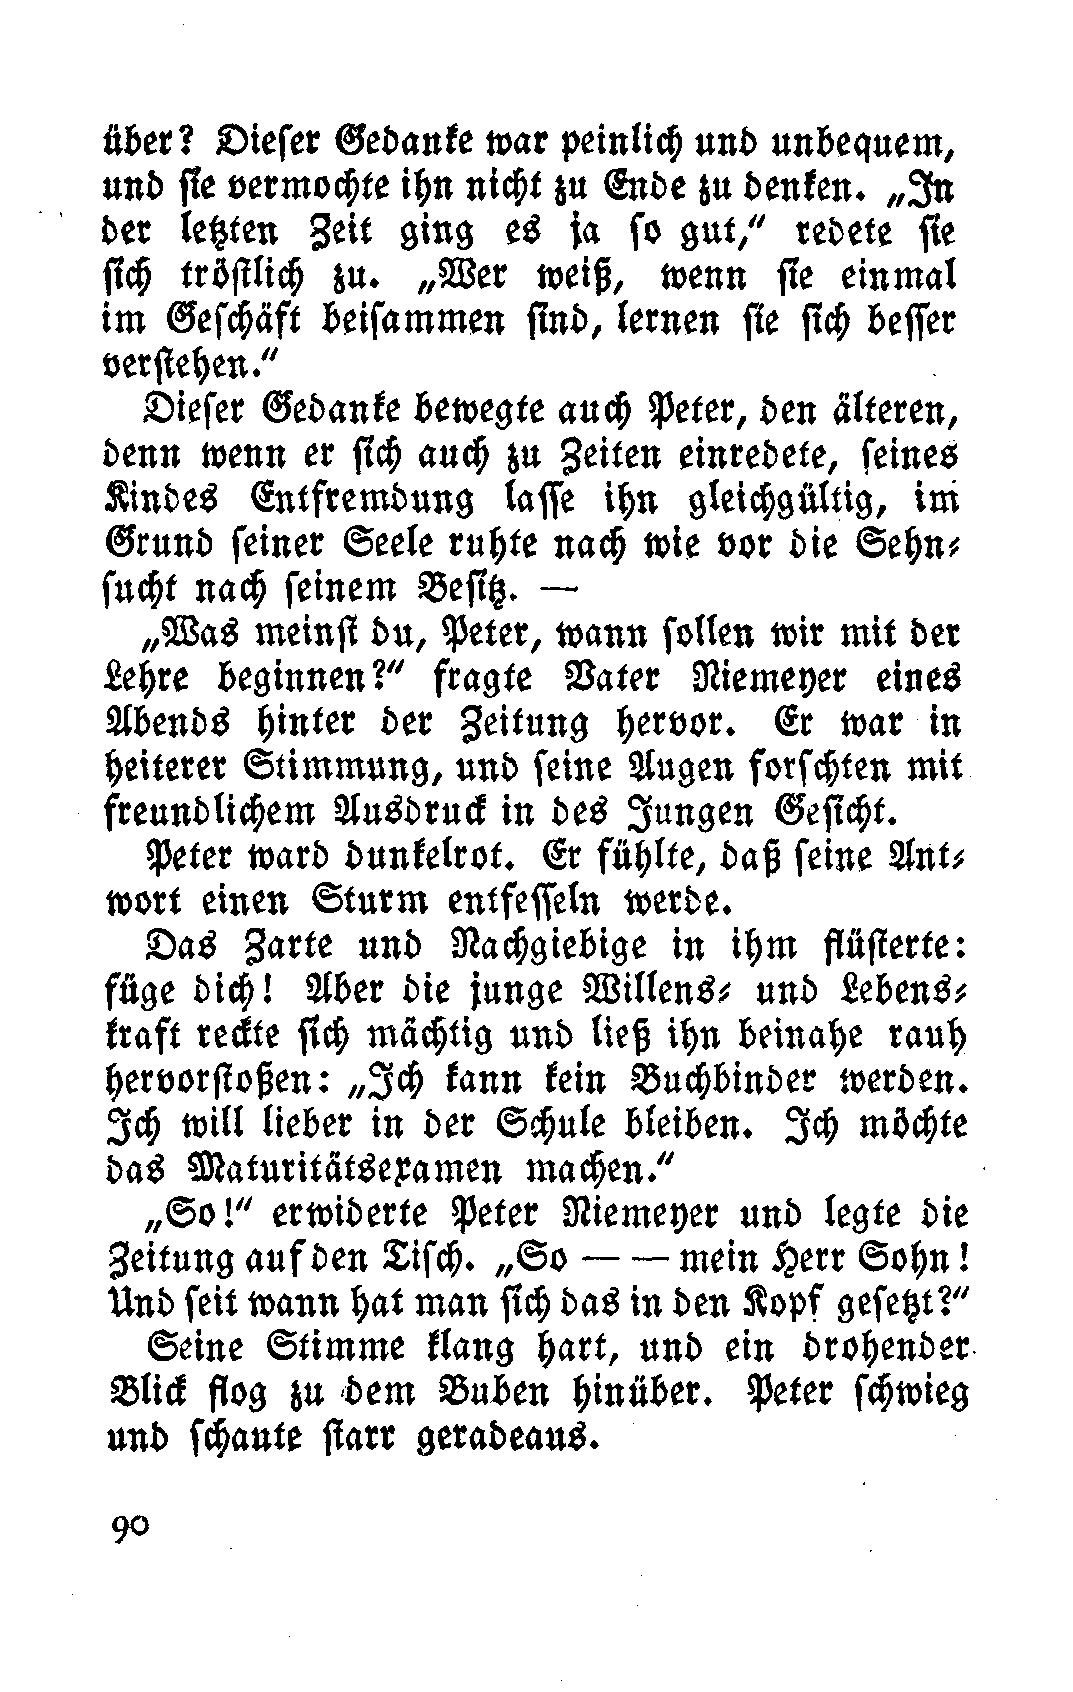 über? Dieser Gedanke war peinlich und unbequem,
und sie vermochte ihn nicht zu Ende zu denken. „In
der letzten Zeit ging es ja so gut,“ redete sie
sich tröstlich zu. „Wer weiß, wenn sie einmal
im Geschäft beisammen sind, lernen sie sich besser
verstehen.“
Dieser Gedanke bewegte auch Peter, den älteren,
denn wenn er sich auch zu Zeiten einredete, seines
Kindes Entfremdung lasse ihn gleichgültig, im
Grund seiner Seele ruhte nach wie vor die Sehn-
sucht nach seinem Besitz. —
„Was meinst du, Peter, wann sollen wir mit der
Lehre beginnen?“ fragte Vater Niemeyer eines
Abends hinter der Zeitung hervor. Er war in
heiterer Stimmung, und seine Augen forschten mit
freundlichem Ausdruck in des Jungen Gesicht.
Peter ward dunkelrot. Er fühlte, daß seine Ant-
wort einen Sturm entfesseln werde.
Das Zarte und Nachgiebige in ihm flüsterte:
füge dich! Aber die junge Willens- und Lebens-
kraft reckte sich mächtig und ließ ihn beinahe rauh
hervorstoßen: „Ich kann kein Buchbinder werden.
Ich will lieber in der Schule bleiben. Ich möchte
das Maturitätsexamen machen.“
„So!“ erwiderte Peter Niemeyer und legte die
Zeitung auf den Tisch. „So — — mein Herr Sohn!
Und seit wann hat man sich das in den Kopf gesetzt?“
Seine Stimme klang hart, und ein drohender
Blick flog zu dem Buben hinüber. Peter schwieg
und schaute starr geradeaus.
90